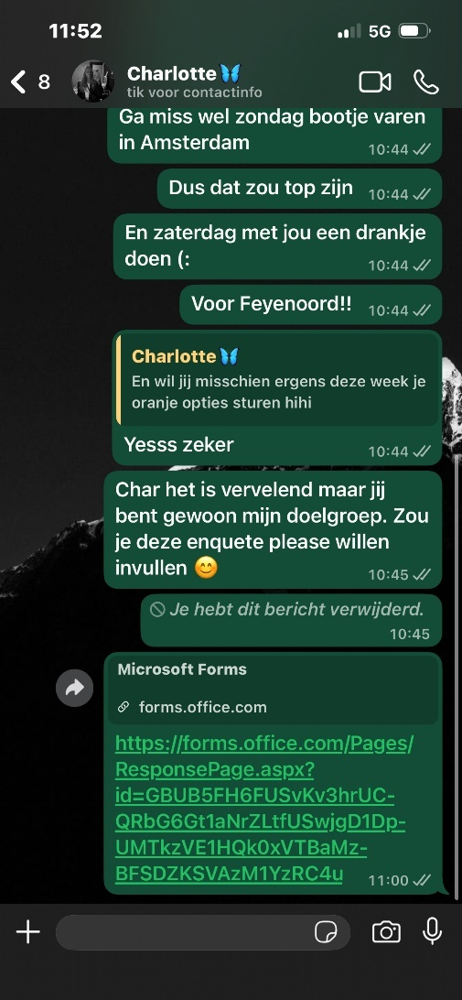 11:52
5G
8
Charlotte🦋
tik voor contactinfo
Ga miss wel zondag bootje varen
in Amsterdam
10:44
Dus dat zou top zijn
10:44
En zaterdag met jou een drankje
doen (:
10:44
Voor Feyenoord!!
10:44
Charlotte🦋
En wil jij misschien ergens deze week je
oranje opties sturen hihi
Yesss zeker
10:44
Char het is vervelend maar jij
bent gewoon mijn doelgroep. Zou
je deze enquete please willen
invullen 😊
10:45
Je hebt dit bericht verwijderd.
10:45
Microsoft Forms
forms.office.com
https://forms.office.com/Pages/
ResponsePage.aspx?
id=GBUB5FH6FUSvKv3hrUC-
QRbG6Gt1aNrZLtfUSwjgD1Dp-
UMTkzVE1HQk0xVTBaMz-
BFSDZKSVAzM1YzRC4u
11:00